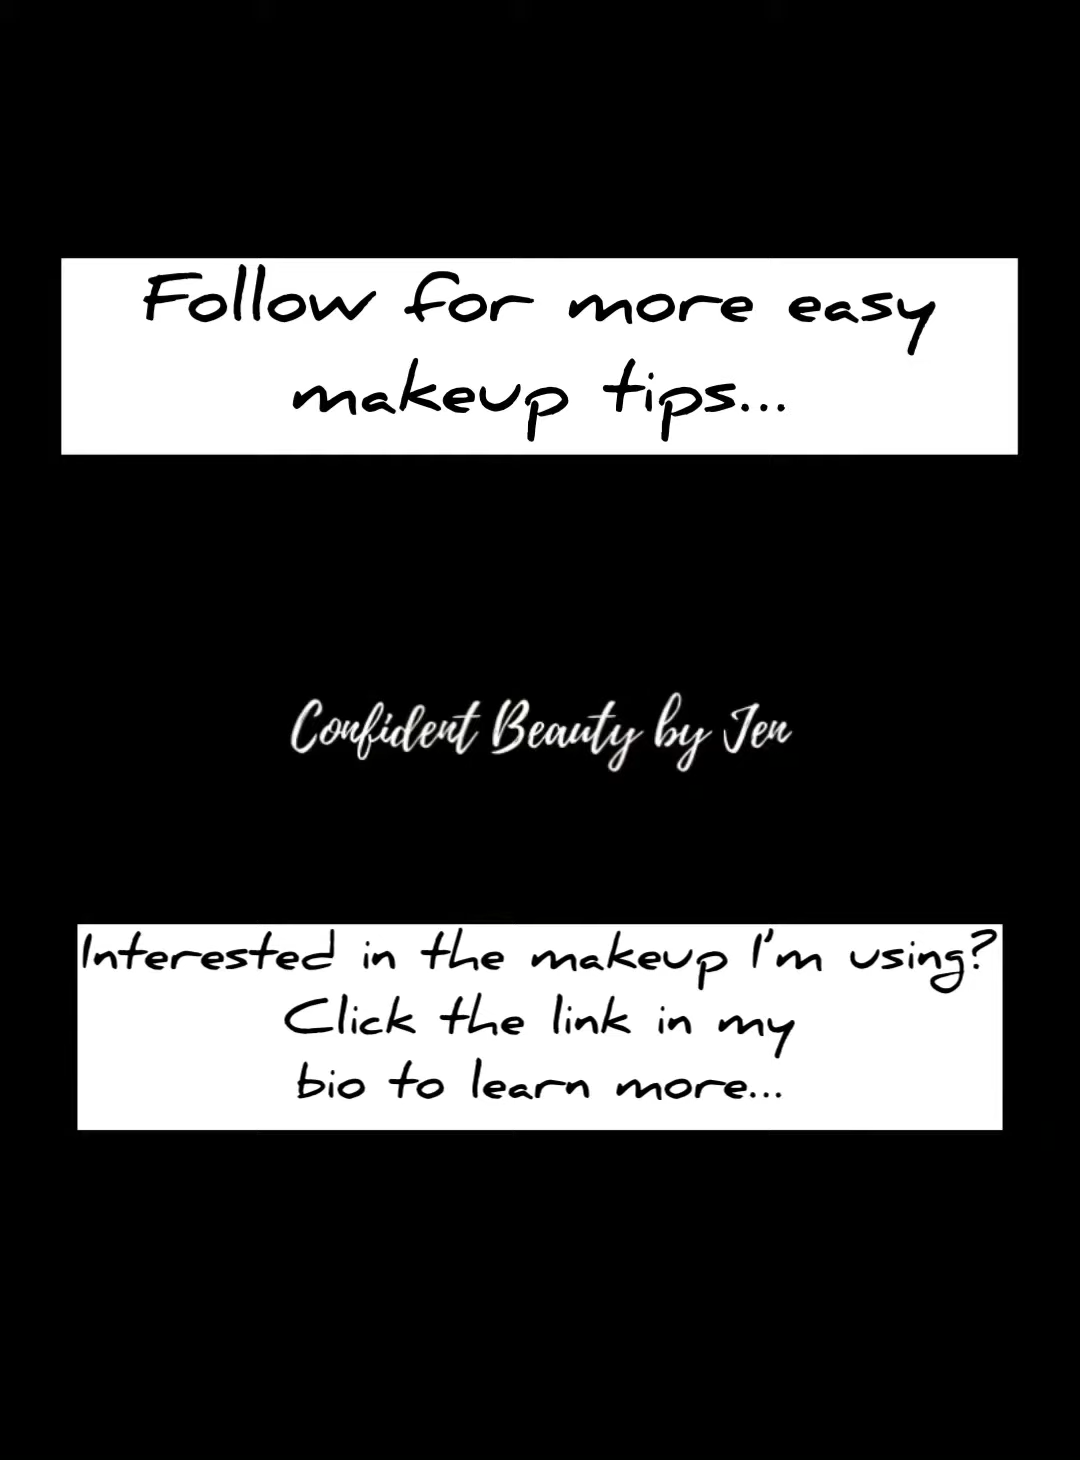 Follow for more easy
makeup tips...
Confident Beauty by Jen
Interested in the makeup I'm using?
Click the link in my
bio to learn more...